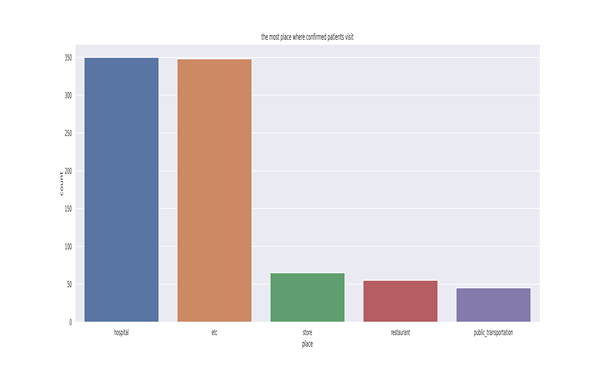 the most place where confirmed patients visit
350
300
250
200
150
100
50
0
count
hospital
etc
store
restaurant
public_transportation
place